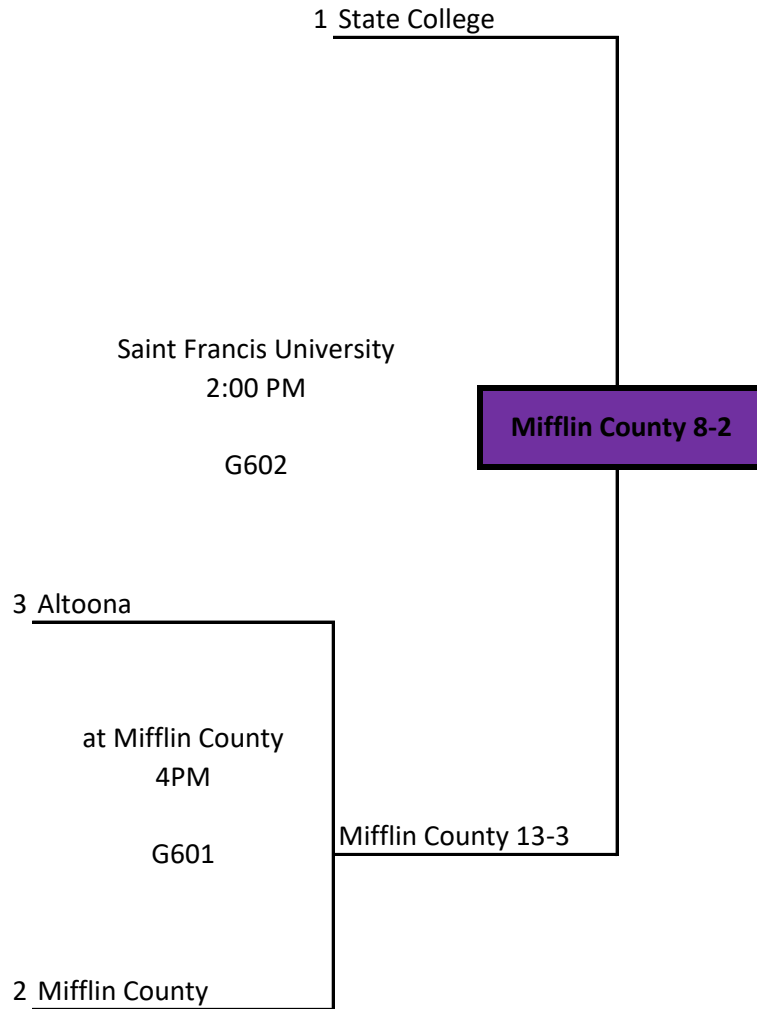 1 State College
Saint Francis University
2:00 PM
Mifflin County 8-2
G602
3 Altoona
at Mifflin County
4PM
Mifflin County 13-3
G601
2 Mifflin County